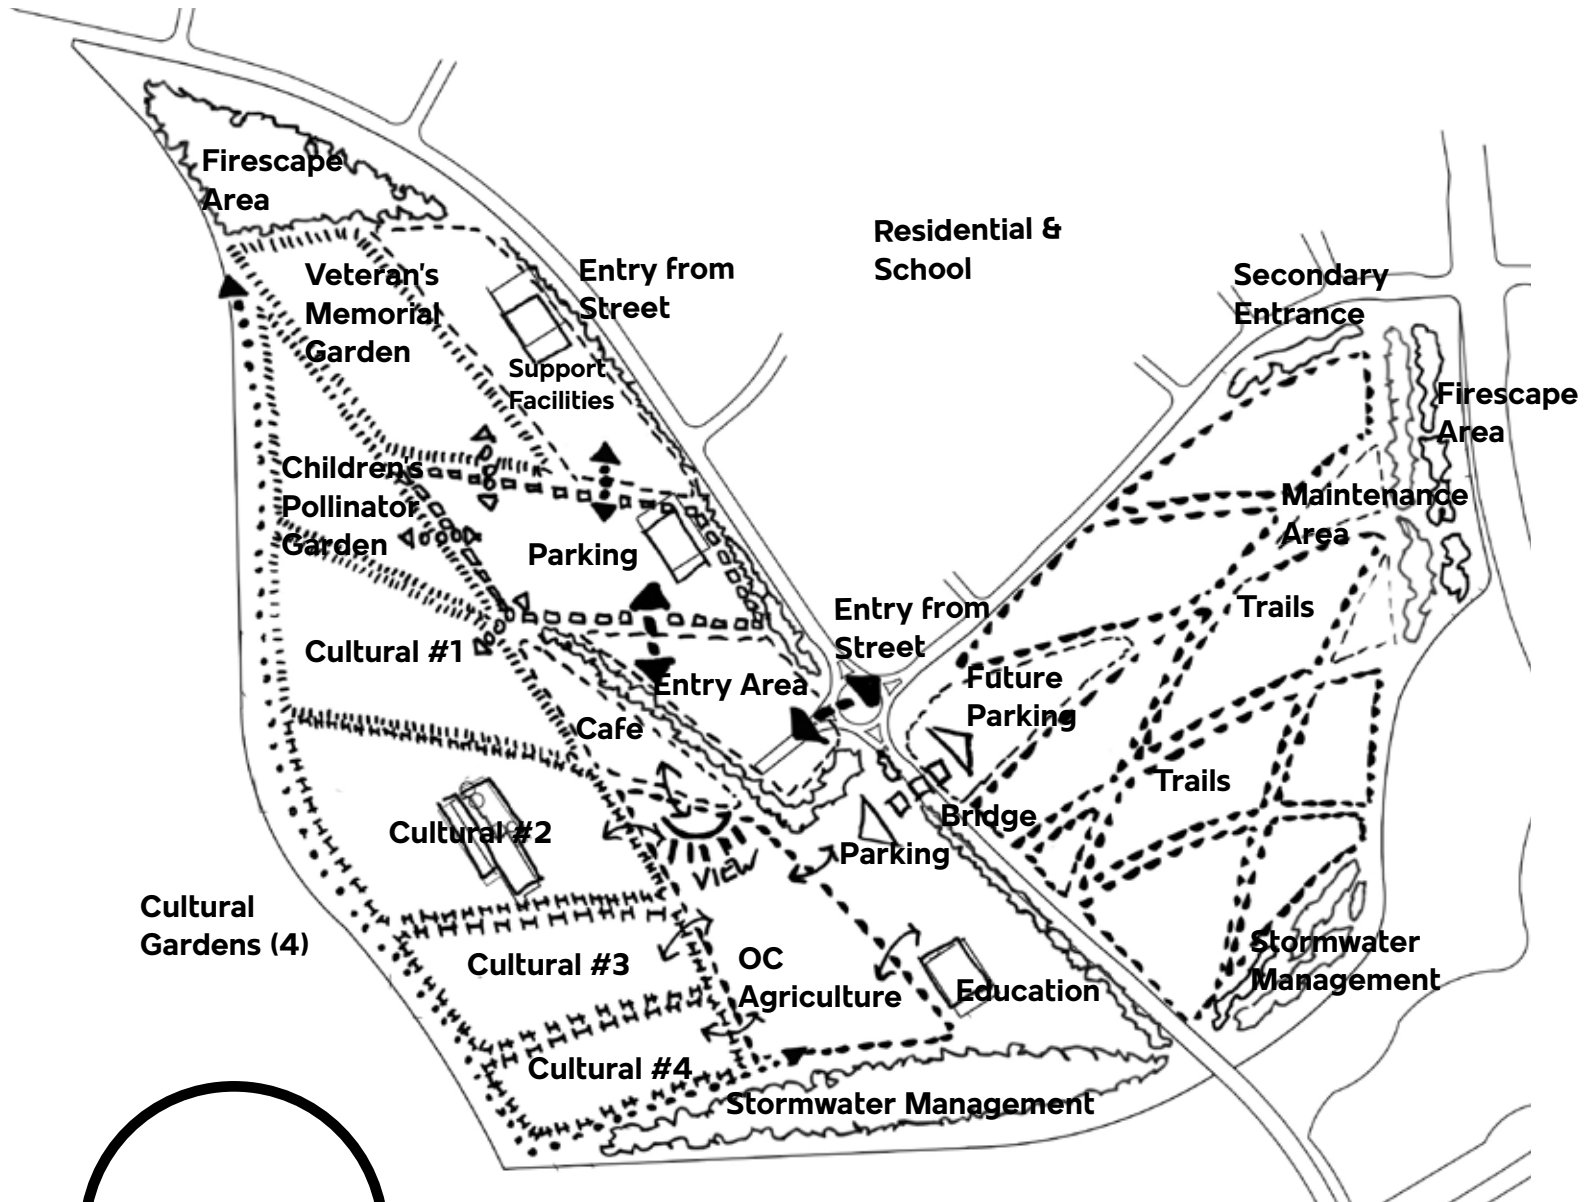 Firescape
Area
Residential &
School
Entry from
Street
Secondary
Entrance
Veteran's
Memorial
Garden
Support
Facilities
Firescape
Area
Children's
Pollinator
Garden
Parking
Maintenance
Area
Entry from
Street
Trails
Cultural #1
Entry Area
Future
Parking
Cafe
Trails
Cultural #2
Bridge
Parking
VIEW
Cultural
Gardens (4)
Cultural #3
OC
Agriculture
Education
Stormwater
Management
Cultural #4
Stormwater Management